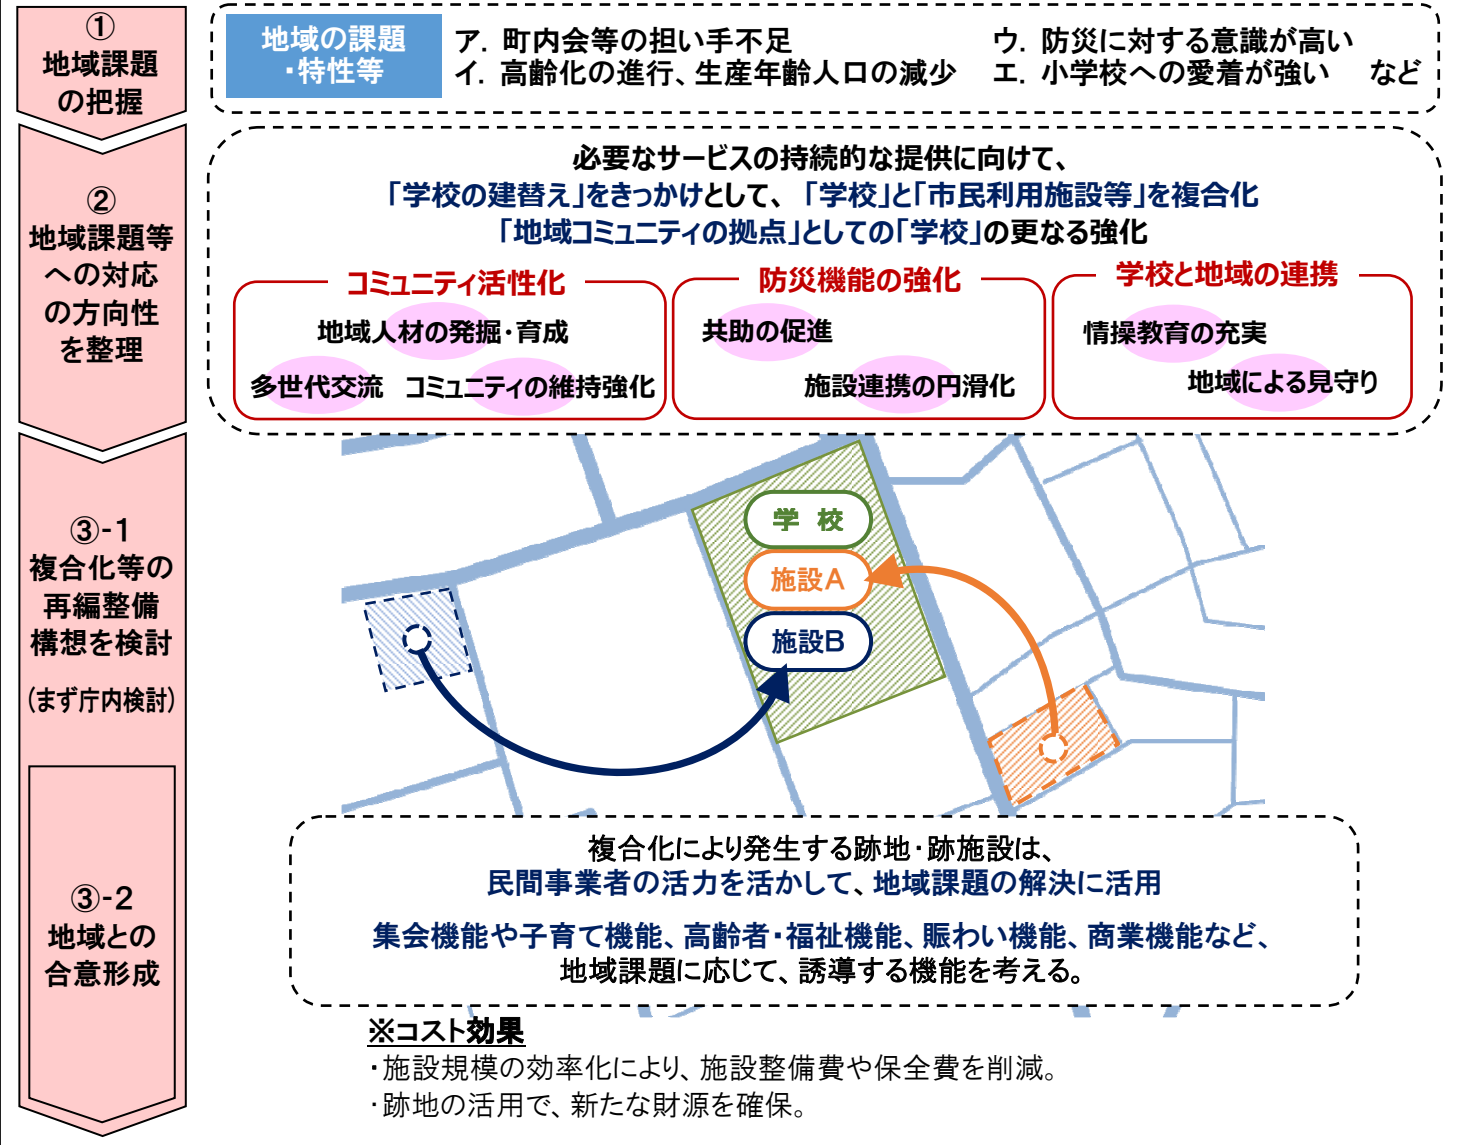 ①
地域課題
の把握
地域の課題
・特性等
ア．町内会等の担い手不足
イ．高齢化の進行、生産年齢人口の減少
ウ．防災に対する意識が高い
エ．小学校への愛着が強い　など
②
地域課題等
への対応
の方向性
を整理
必要なサービスの持続的な提供に向けて、
「学校の建替え」をきっかけとして、「学校」と「市民利用施設等」を複合化
「地域コミュニティの拠点」としての「学校」の更なる強化
コミュニティ活性化
地域人材の発掘・育成
多世代交流　コミュニティの維持強化
防災機能の強化
共助の促進
施設連携の円滑化
学校と地域の連携
情操教育の充実
地域による見守り
③-1
複合化等の
再編整備
構想を検討
(まず庁内検討)
学　校
施設A
施設B
③-2
地域との
合意形成
複合化により発生する跡地・跡施設は、
民間事業者の活力を活かして、地域課題の解決に活用
集会機能や子育て機能、高齢者・福祉機能、賑わい機能、商業機能など、
地域課題に応じて、誘導する機能を考える。
※コスト効果
・施設規模の効率化により、施設整備費や保全費を削減。
・跡地の活用で、新たな財源を確保。